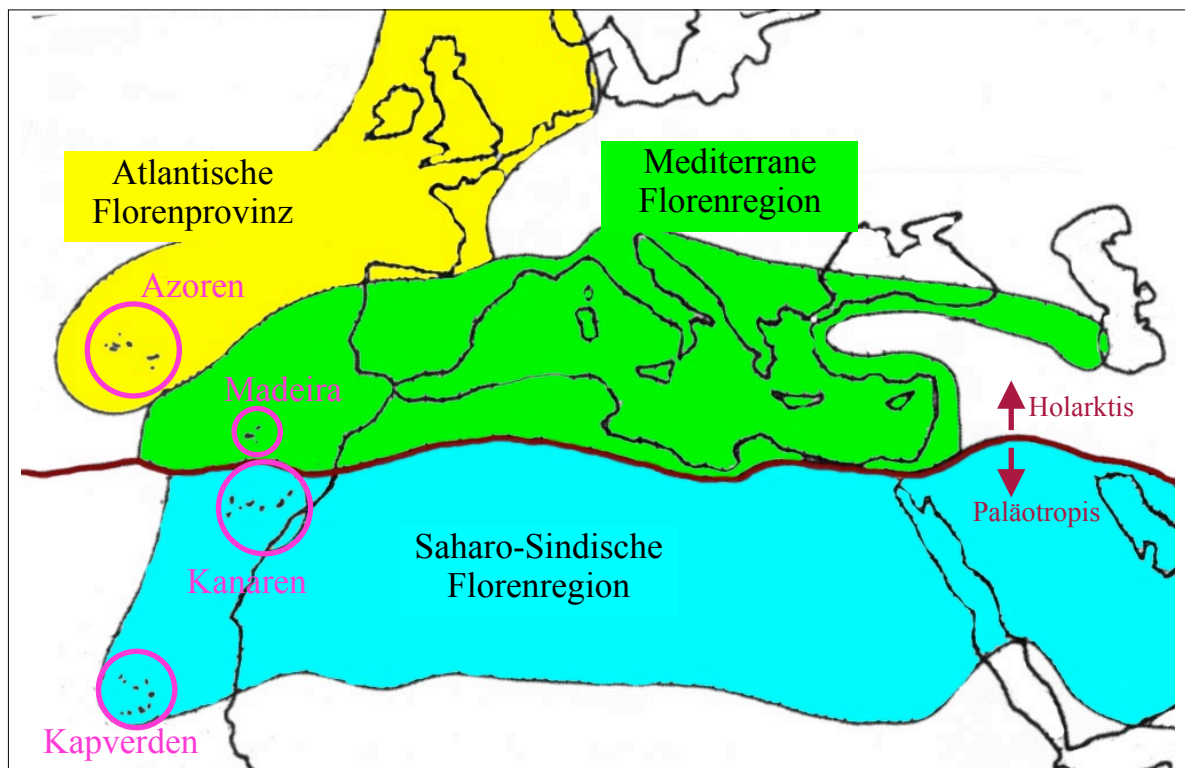 Atlantische
Florenprovinz
Mediterrane
Florenregion
Azoren
Madeira
Holarktis
Paläotropis
Saharo-Sindische
Florenregion
Kanaren
Kapverden